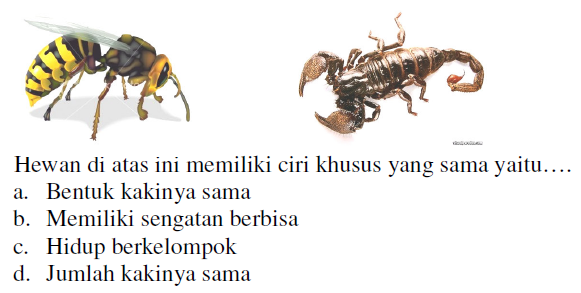 Hewan di atas ini memiliki ciri khusus yang sama yaitu….
a. Bentuk kakinya sama
b. Memiliki sengatan berbisa
c. Hidup berkelompok
d. Jumlah kakinya sama